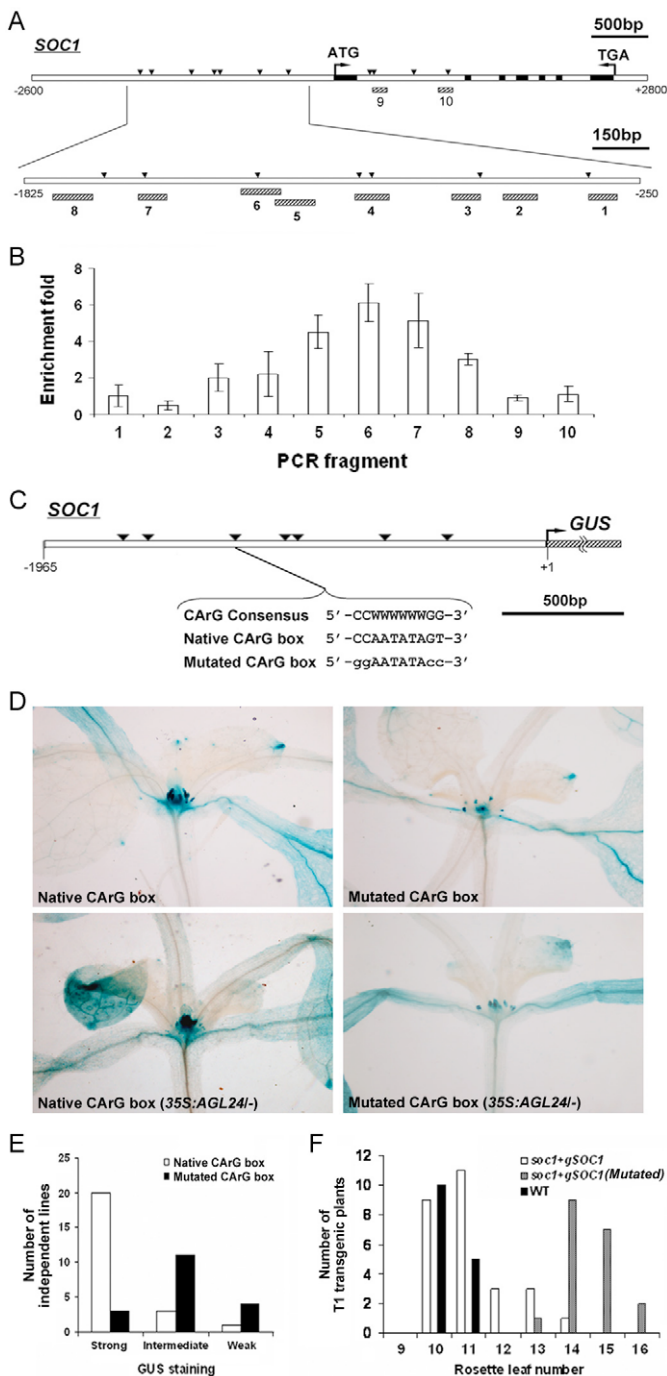 A
SOC1
500bp
ATG
TGA
-2600
9
10
+2800
150bp
-1825
-250
8
7
6
5
4
3
2
1
B
Enrichment fold
8
6
4
2
0
1 2 3 4 5 6 7 8 9 10
PCR fragment
C
SOC1
GUS
-1965
+1
500bp
CArG Consensus 5'-CCWWWWWWGG-3'
Native CArG box 5'-CCAATATAGT-3'
Mutated CArG box 5'-ggAATATAcc-3'
D
Native CArG box
Mutated CArG box
Native CArG box (35S:AGL24/-)
Mutated CArG box (35S:AGL24/-)
E
Number of
independent lines
25
20
15
10
5
0
Native CArG box
Mutated CArG box
Strong Intermediate Weak
GUS staining
F
Number of
T1 transgenic plants
12
10
8
6
4
2
0
soc1+gSOC1
soc1+gSOC1(Mutated)
WT
9 10 11 12 13 14 15 16
Rosette leaf number